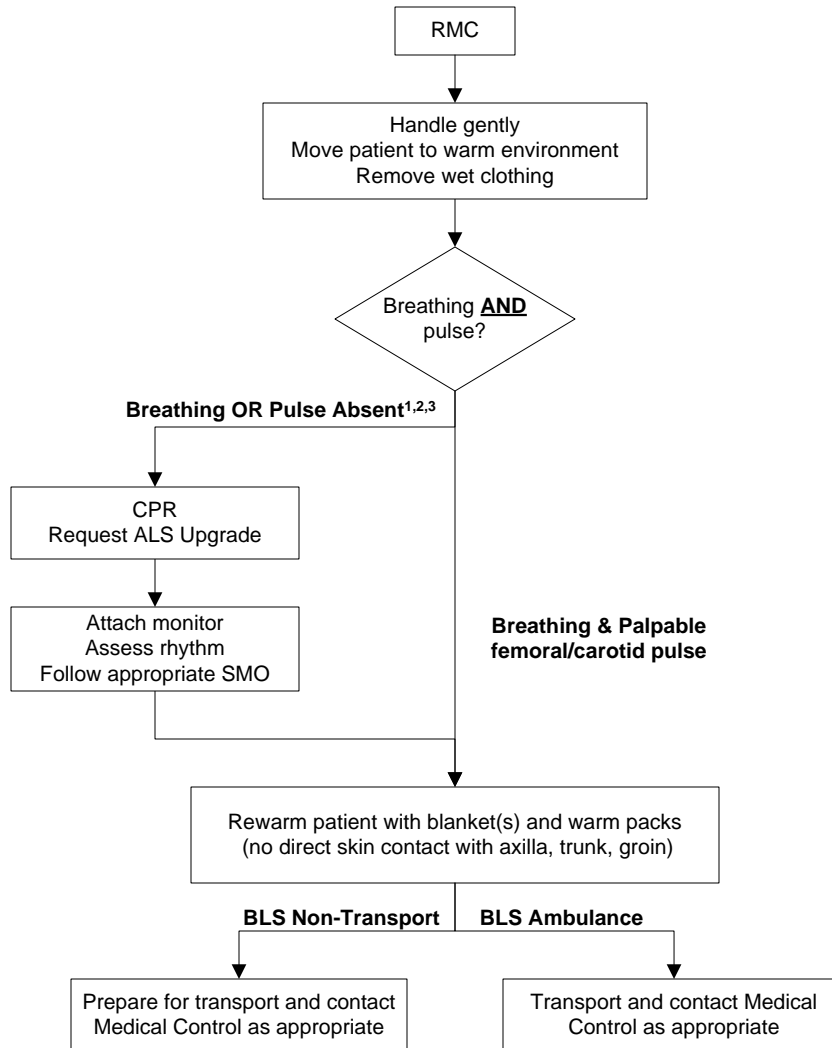 RMC
Handle gently
Move patient to warm environment
Remove wet clothing
Breathing AND
pulse?
Breathing OR Pulse Absent1,2,3
CPR
Request ALS Upgrade
Attach monitor
Assess rhythm
Follow appropriate SMO
Breathing & Palpable
femoral/carotid pulse
Rewarm patient with blanket(s) and warm packs
(no direct skin contact with axilla, trunk, groin)
BLS Non-Transport
BLS Ambulance
Prepare for transport and contact
Medical Control as appropriate
Transport and contact Medical
Control as appropriate